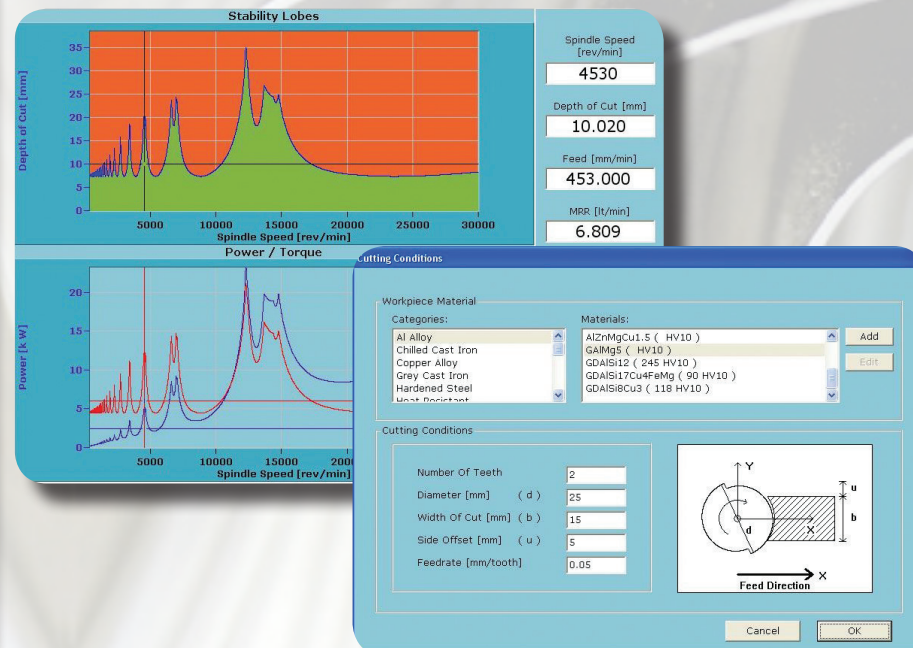 Stability Lobes
35
30
25
20
15
10
5
0
Depth of Cut [mm]
5000 10000 15000 20000 25000 30000
Spindle Speed [rev/min]
Spindle Speed
[rev/min]
4530
Depth of Cut [mm]
10.020
Feed [mm/min]
453.000
MRR [lt/min]
6.809
Power / Torque
20
15
10
5
0
Power [kW]
5000 10000 15000
Spindle Speed [rev/min]
Cutting Conditions
Workpiece Material
Categories:
Al Alloy
Chilled Cast Iron
Copper Alloy
Grey Cast Iron
Hardened Steel
Heat Resistant
Materials:
AlZnMgCu1.5 ( HV10 )
GAlMg5 ( HV10 )
GDAlSi12 ( 245 HV10 )
GDAlSi17Cu4FeMg ( 90 HV10 )
GDAlSi8Cu3 ( 118 HV10 )
Add
Edit
Cutting Conditions
Number Of Teeth 2
Diameter [mm] ( d ) 25
Width Of Cut [mm] ( b ) 15
Side Offset [mm] ( u ) 5
Feedrate [mm/tooth] 0.05
Y
u
b
d
X
X
Feed Direction
Cancel
OK